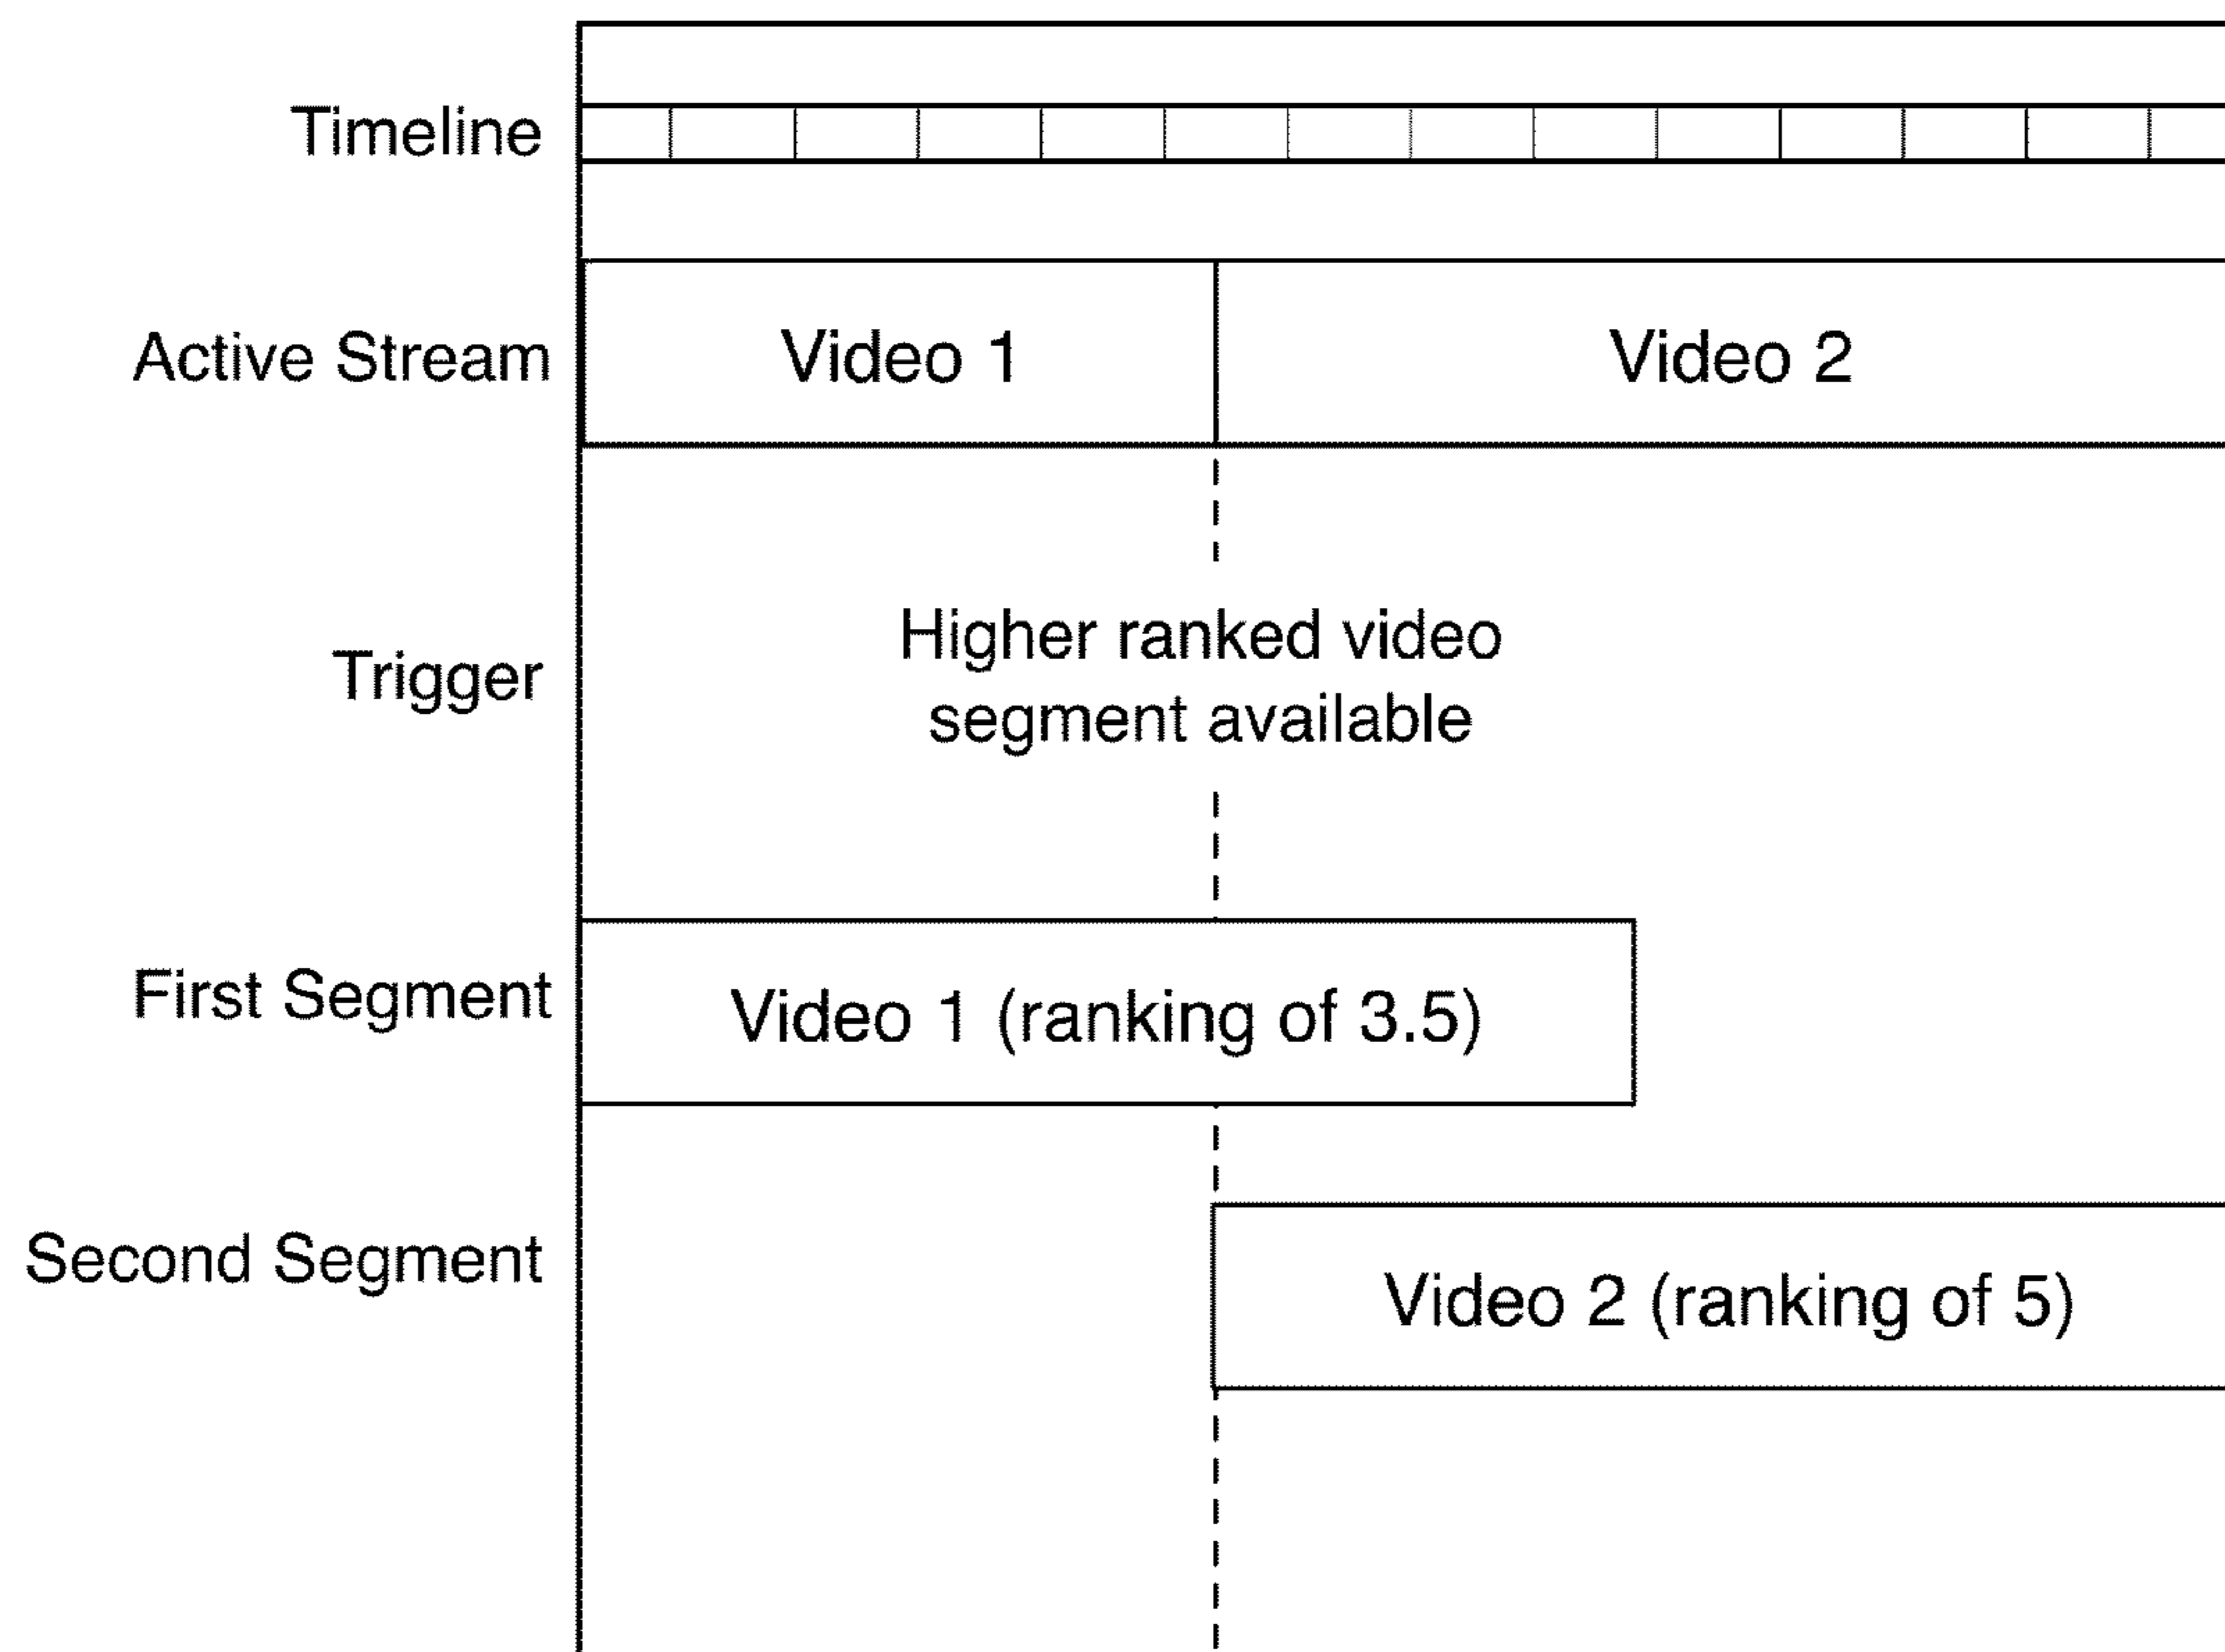 Timeline
Active Stream
Video 1
Video 2
Trigger
Higher ranked video
segment available
First Segment
Video 1 (ranking of 3.5)
Second Segment
Video 2 (ranking of 5)